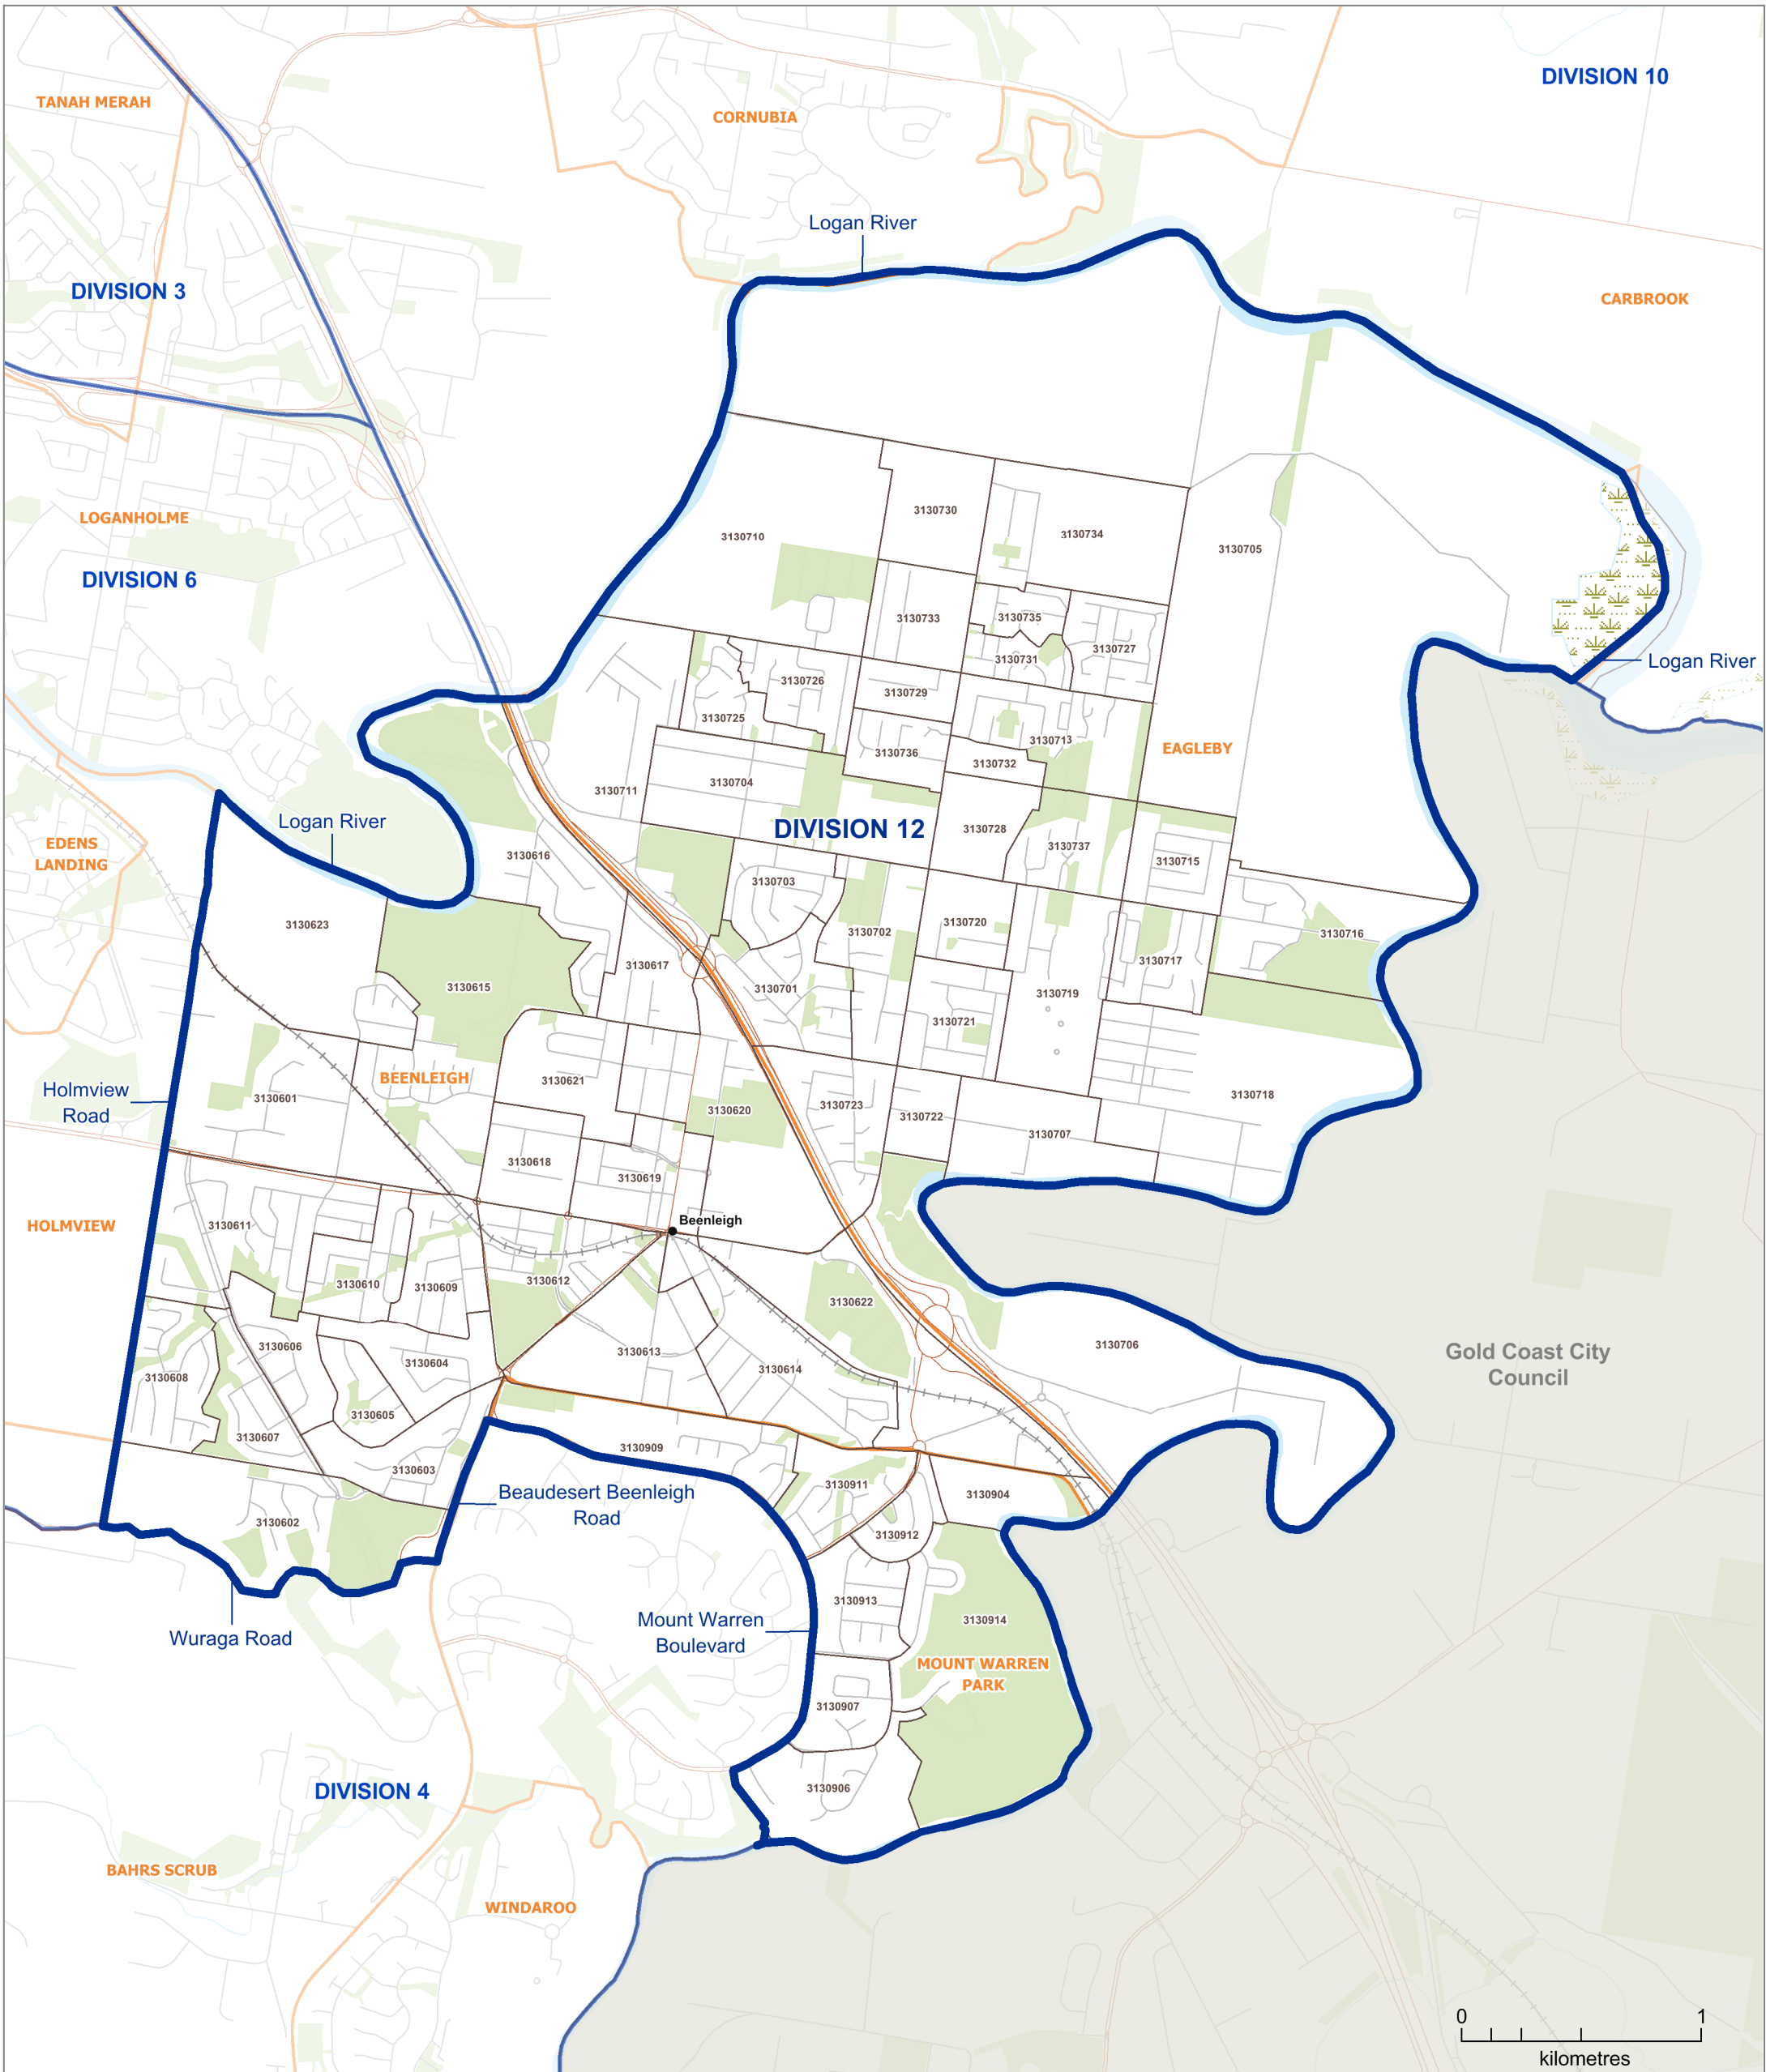 DIVISION 10
TANAH MERAH
CORNUBIA
Logan River
DIVISION 3
CARBROOK
3130730
LOGANHOLME
3130734
3130710
3130705
DIVISION 6
3130735
3130733
3130727
3130731
Logan River
3130726
3130729
3130725
3130713
EAGLEBY
3130736
3130732
3130704
3130711
Logan River
DIVISION 12
3130728
EDENS
LANDING
3130737
3130616
3130715
3130703
3130623
3130720
3130702
3130716
3130617
3130717
3130615
3130701
3130719
3130721
BEENLEIGH
3130621
Holmview
Road
3130601
3130718
3130723
3130620
3130722
3130707
3130618
3130619
HOLMVIEW
3130611
Beenleigh
3130612
3130610
3130609
3130622
3130706
3130606
3130613
Gold Coast City
Council
3130604
3130614
3130608
3130605
3130607
3130909
3130603
3130911
Beaudesert Beenleigh
Road
3130904
3130602
3130912
3130913
Mount Warren
Boulevard
3130914
Wuraga Road
MOUNT WARREN
PARK
3130907
3130906
DIVISION 4
BAHRS SCRUB
WINDAROO
0 1
kilometres